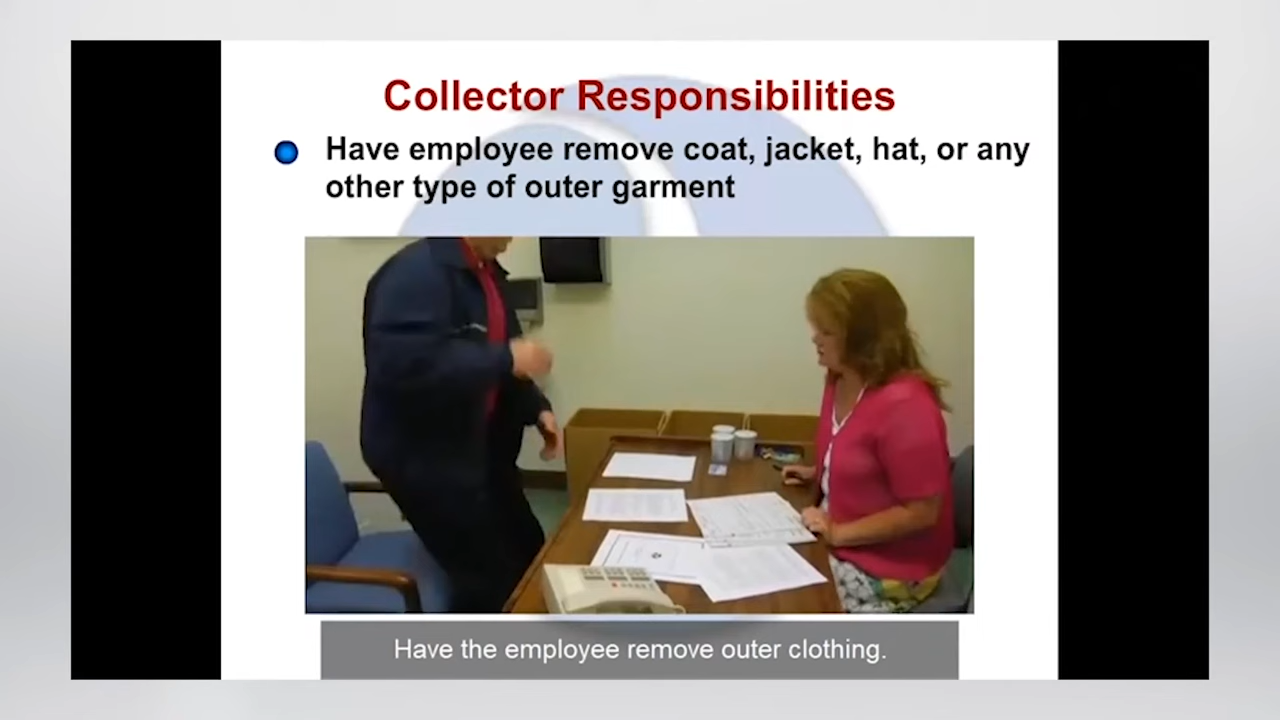 Collector Responsibilities
Have employee remove coat, jacket, hat, or any
other type of outer garment
Have the employee remove outer clothing.